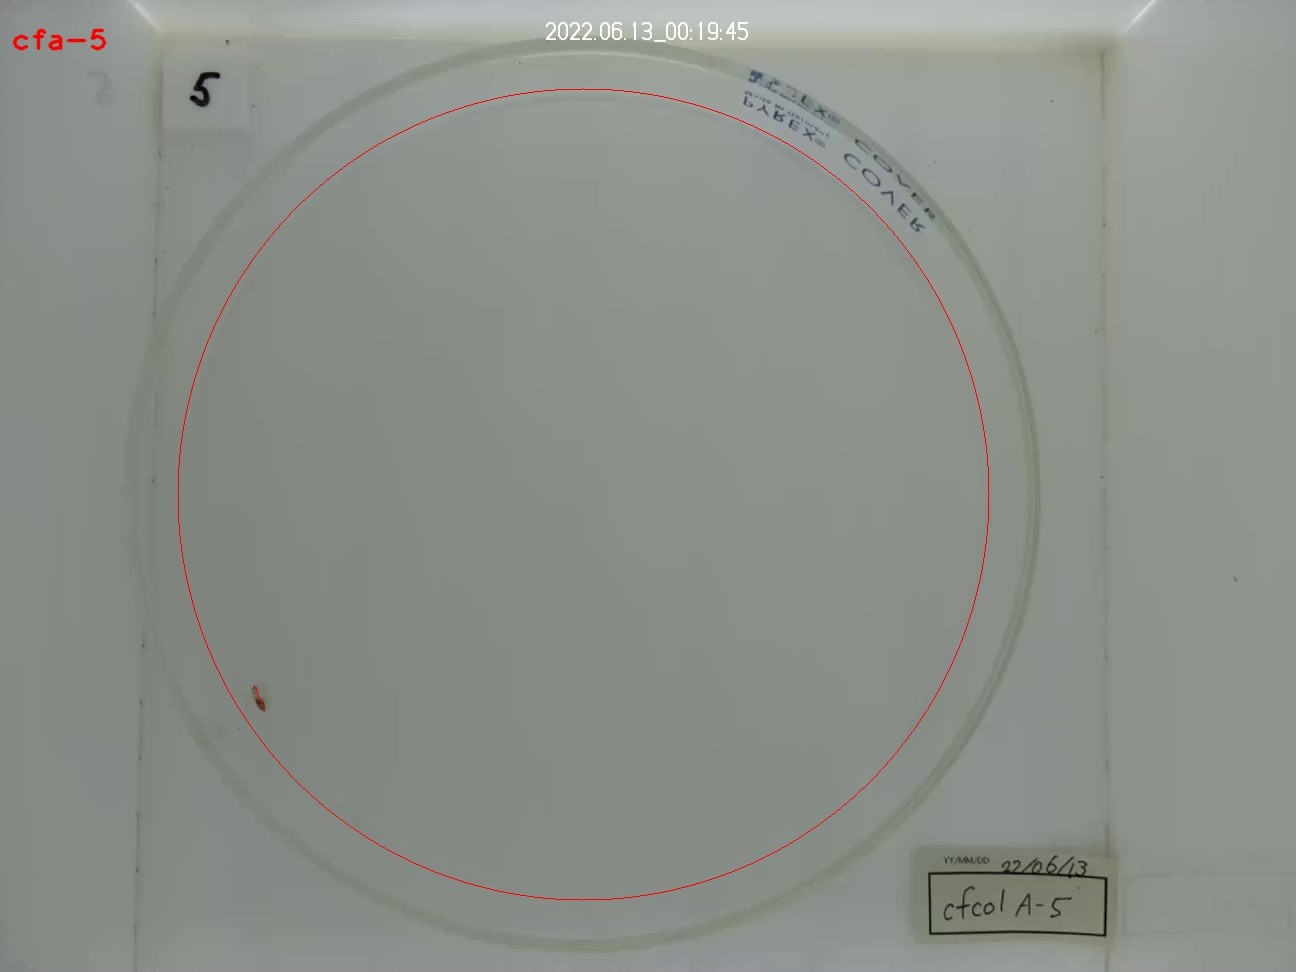 cfa-5
2022.06.13_00:19:45
5
PYREX® COVER
PYREX® COVER
YY/MM/DD 22/06/13
cfcol A-5